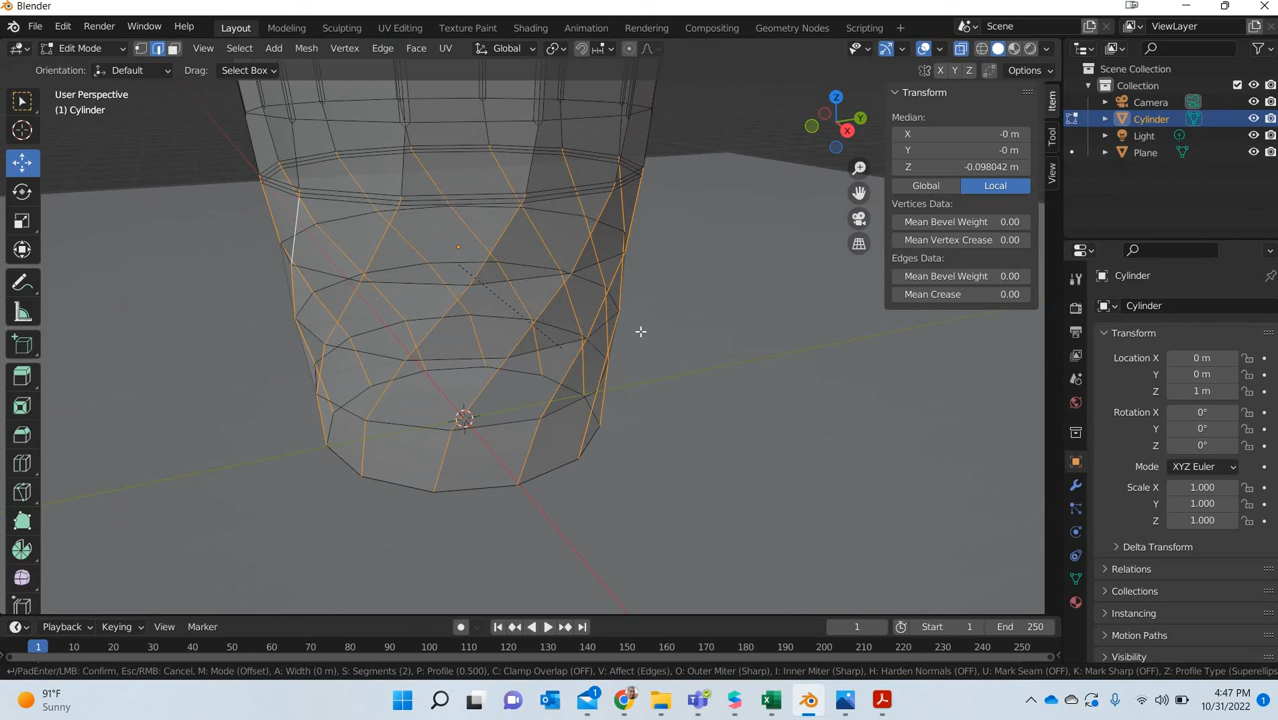 Blender
File Edit Render Window Help Layout Modeling Sculpting UV Editing Texture Paint Shading Animation Rendering Compositing Geometry Nodes Scripting + Scene ViewLayer
Edit Mode View Select Add Mesh Vertex Edge Face UV Global
Orientation: Default Drag: Select Box X Y Z Options
User Perspective
(1) Cylinder
Z
Y
X
Transform
Median:
X -0 m
Y -0 m
Z -0.098042 m
Global Local
Vertices Data:
Mean Bevel Weight 0.00
Mean Vertex Crease 0.00
Edges Data:
Mean Bevel Weight 0.00
Mean Crease 0.00
Item
Tool
View
Scene Collection
Collection
Camera
Cylinder
Light
Plane
Cylinder
Cylinder
Transform
Location X 0 m
Y 0 m
Z 1 m
Rotation X 0°
Y 0°
Z 0°
Mode XYZ Euler
Scale X 1.000
Y 1.000
Z 1.000
Delta Transform
Relations
Collections
Instancing
Motion Paths
Visibility
Playback Keying View Marker 1 Start 1 End 250
1 10 20 30 40 50 60 70 80 90 100 110 120 130 140 150 160 170 180 190 200 210 220 230 240 250
↵/PadEnter/LMB: Confirm, Esc/RMB: Cancel, M: Mode (Offset), A: Width (0 m), S: Segments (2), P: Profile (0.500), C: Clamp Overlap (OFF), V: Affect (Edges), O: Outer Miter (Sharp), I: Inner Miter (Sharp), H: Harden Normals (OFF), U: Mark Seam (OFF), K: Mark Sharp (OFF), Z: Profile Type (Superellips
91°F
Sunny
1
4:47 PM
10/31/2022
1